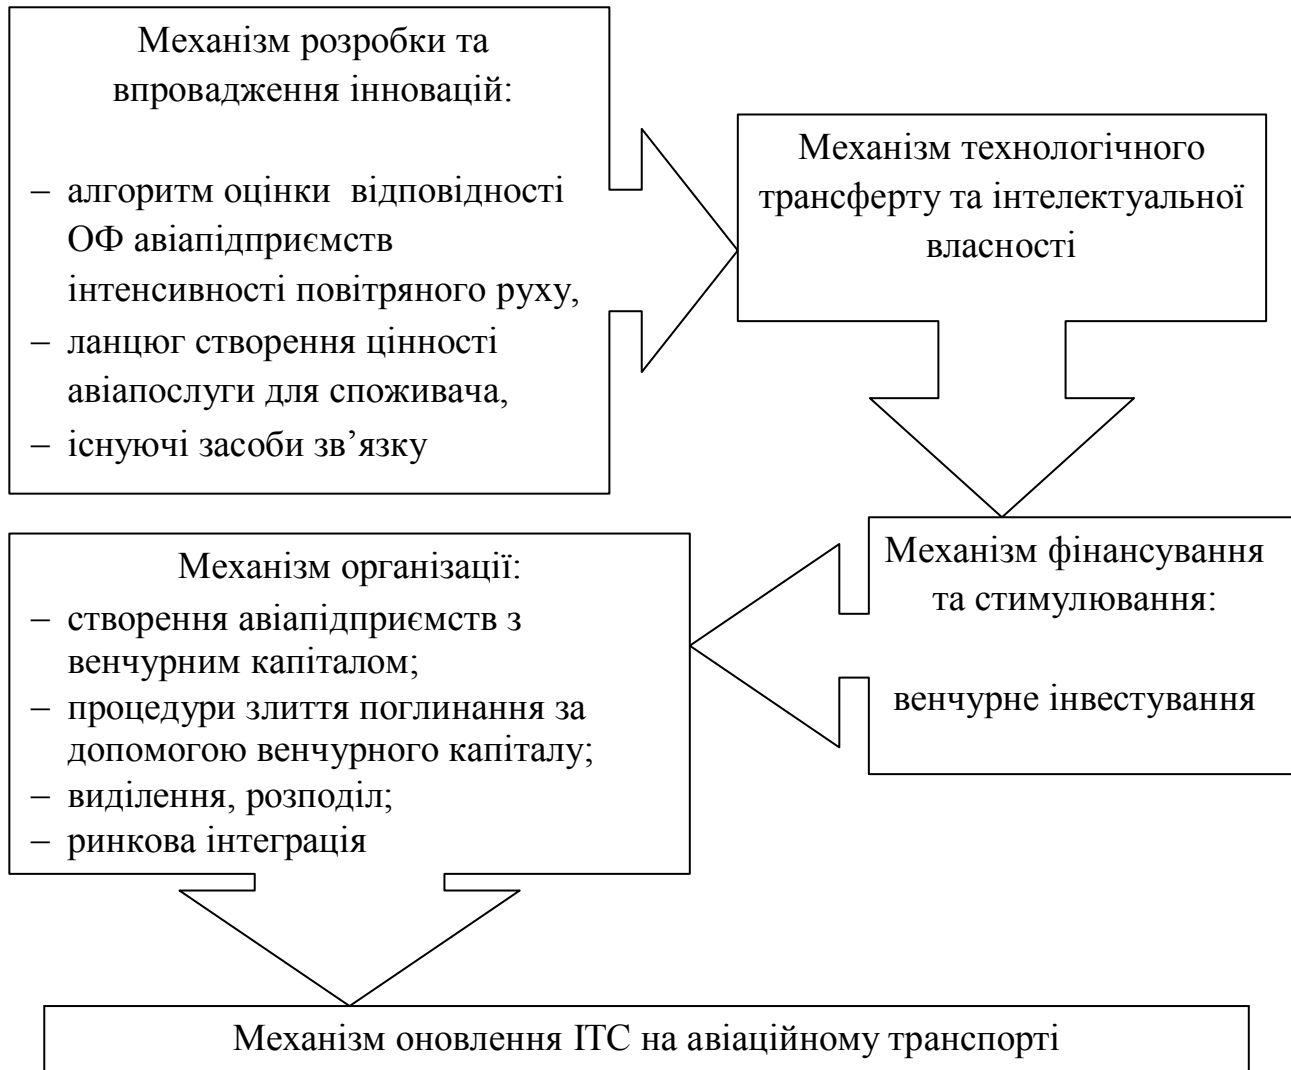 Механізм розробки та
впровадження інновацій:
– алгоритм оцінки відповідності
ОФ авіапідприємств
інтенсивності повітряного руху,
– ланцюг створення цінності
авіапослуги для споживача,
– існуючі засоби зв’язку
Механізм технологічного
трансферту та інтелектуальної
власності
Механізм фінансування
та стимулювання:
венчурне інвестування
Механізм організації:
– створення авіапідприємств з
венчурним капіталом;
– процедури злиття поглинання за
допомогою венчурного капіталу;
– виділення, розподіл;
– ринкова інтеграція
Механізм оновлення ІТС на авіаційному транспорті